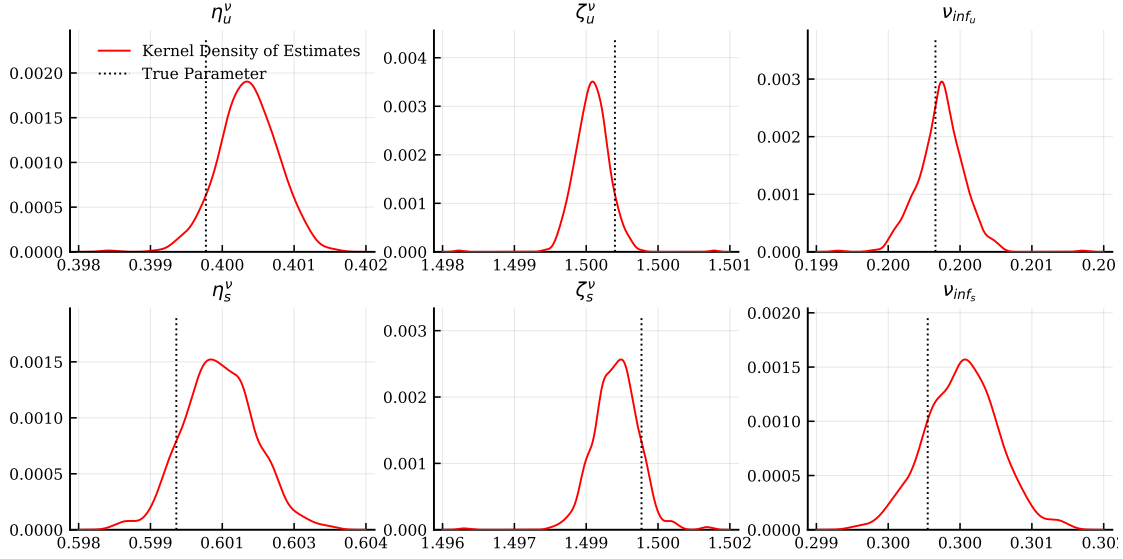 η_u^ν ζ_u^ν ν_{inf_u}
Kernel Density of Estimates
True Parameter
0.0020
0.0015
0.0010
0.0005
0.0000
0.398 0.399 0.400 0.401 0.402
0.004
0.003
0.002
0.001
0.000
1.498 1.499 1.500 1.500 1.501
0.003
0.002
0.001
0.000
0.199 0.200 0.200 0.201 0.20
η_s^ν ζ_s^ν ν_{inf_s}
0.0015
0.0010
0.0005
0.0000
0.598 0.599 0.601 0.603 0.604
0.003
0.002
0.001
0.000
1.496 1.497 1.499 1.500 1.502
0.0020
0.0015
0.0010
0.0005
0.0000
0.299 0.300 0.300 0.301